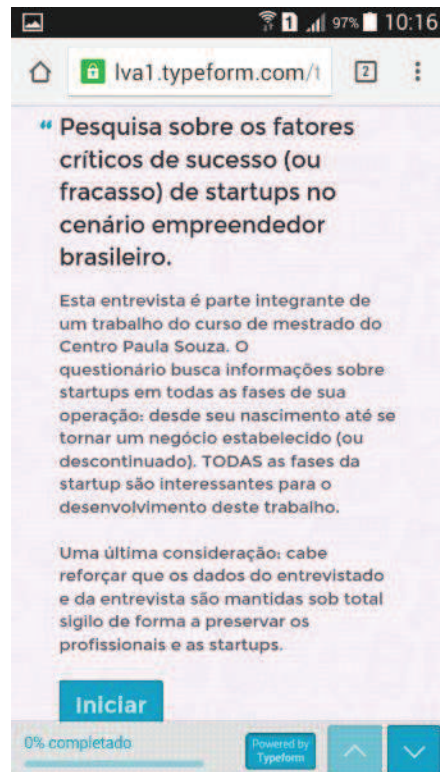 1 97% 10:16
lva1.typeform.com/t 2
“ Pesquisa sobre os fatores
críticos de sucesso (ou
fracasso) de startups no
cenário empreendedor
brasileiro.
Esta entrevista é parte integrante de
um trabalho do curso de mestrado do
Centro Paula Souza. O
questionário busca informações sobre
startups em todas as fases de sua
operação: desde seu nascimento até se
tornar um negócio estabelecido (ou
descontinuado). TODAS as fases da
startup são interessantes para o
desenvolvimento deste trabalho.
Uma última consideração: cabe
reforçar que os dados do entrevistado
e da entrevista são mantidas sob total
sigilo de forma a preservar os
profissionais e as startups.
Iniciar
0% completado
Powered by
Typeform